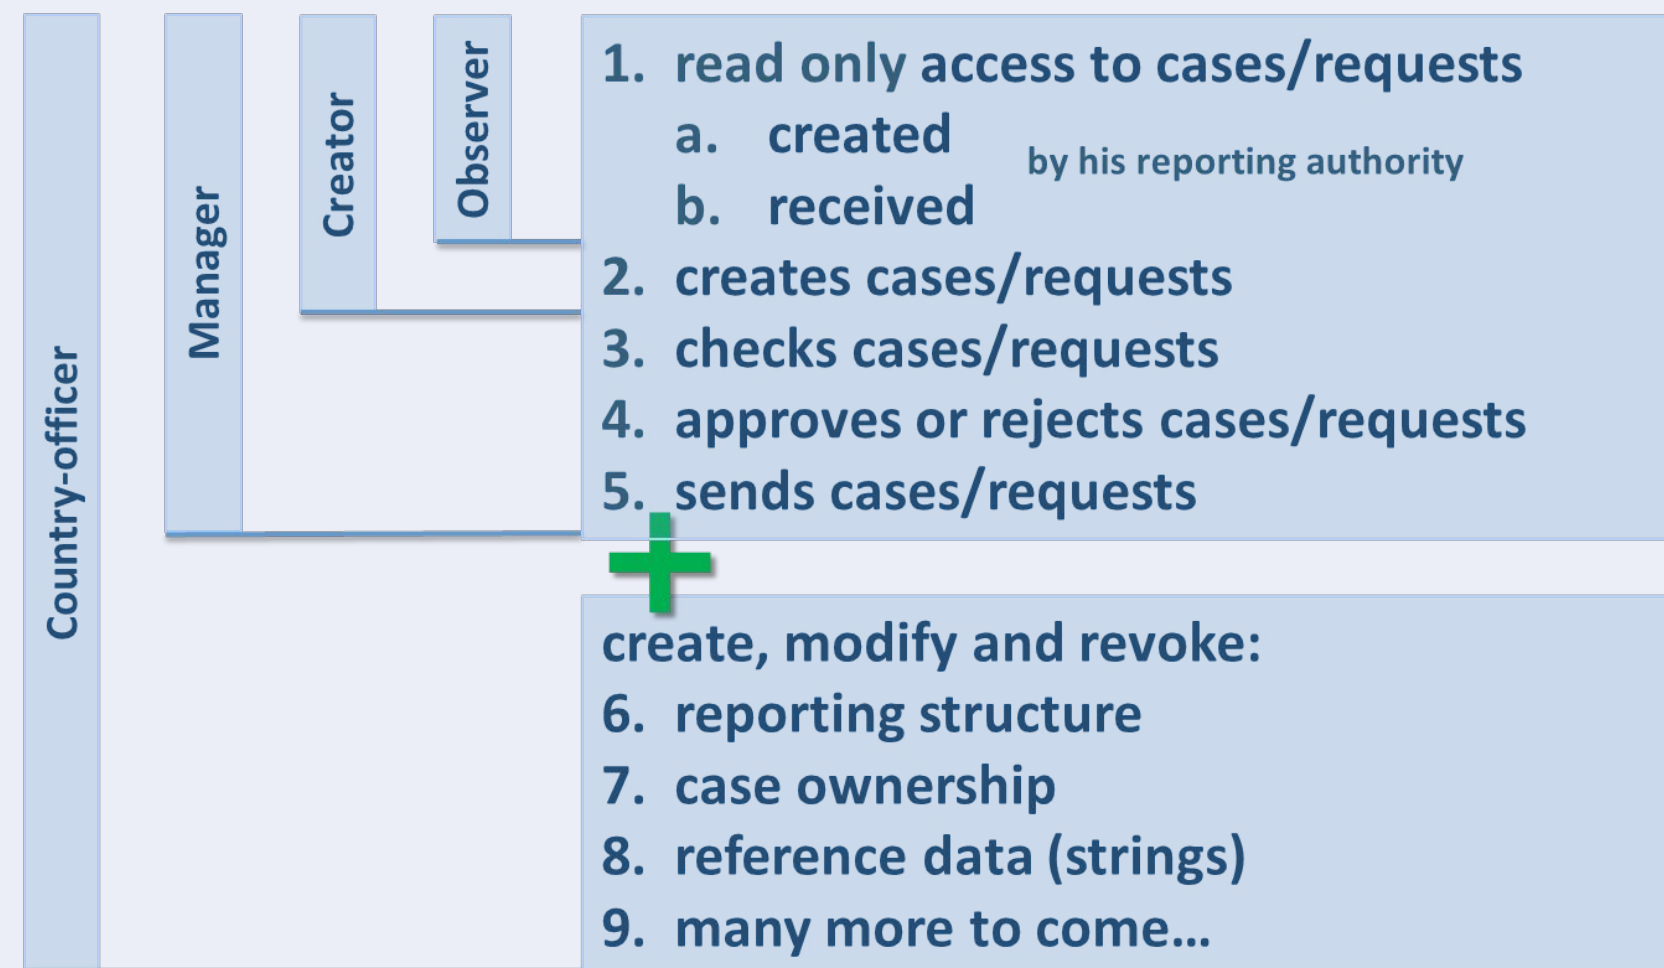 Country-officer
Manager
Creator
Observer
1. read only access to cases/requests
a. created
by his reporting authority
b. received
2. creates cases/requests
3. checks cases/requests
4. approves or rejects cases/requests
5. sends cases/requests
create, modify and revoke:
6. reporting structure
7. case ownership
8. reference data (strings)
9. many more to come...